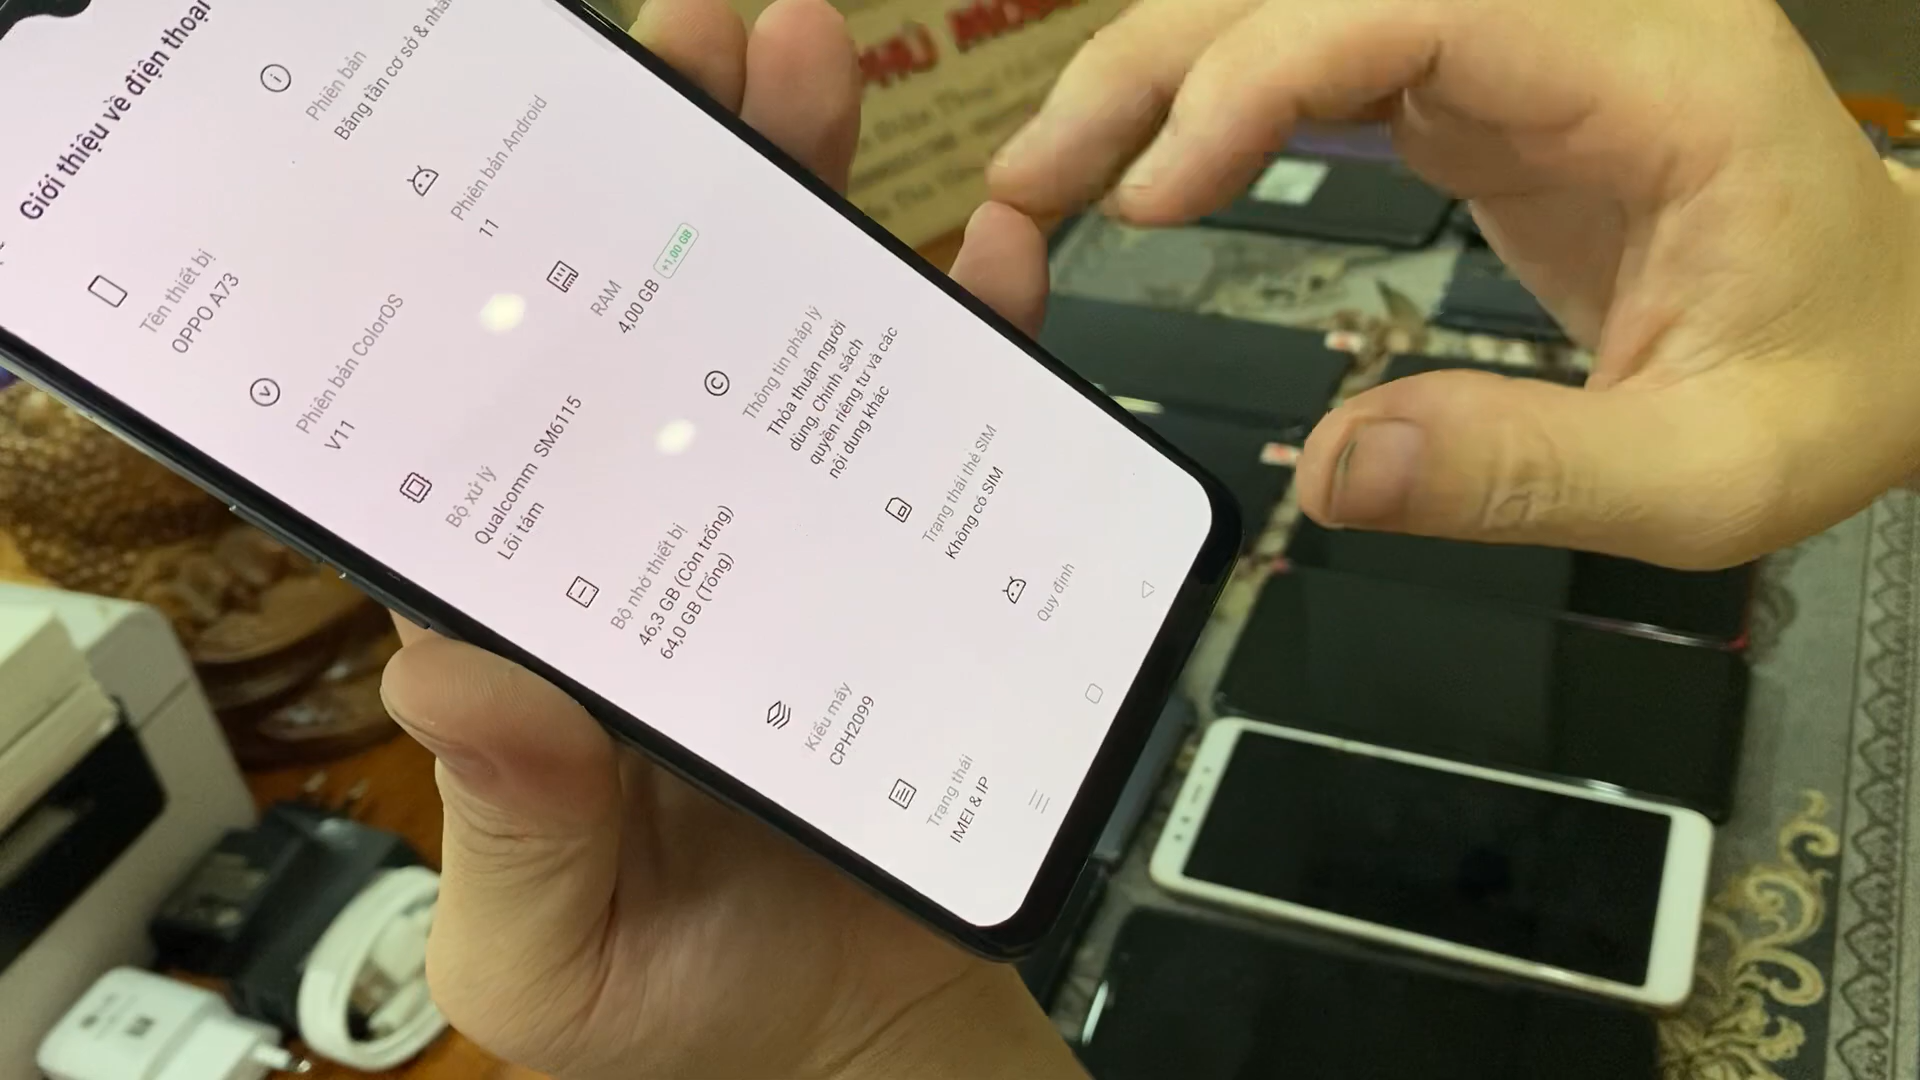 Giới thiệu về điện thoại
Tên thiết bị
OPPO A73
Phiên bản
Băng tần cơ sở &
Phiên bản ColorOS
V11
Phiên bản Android
11
Bộ xử lý
Qualcomm SM6115
Lõi tám
RAM
4,00 GB +1,00 GB
Bộ nhớ thiết bị
46,3 GB (Còn trống)
64,0 GB (Tổng)
Thông tin pháp lý
Thỏa thuận người
dùng, Chính sách
quyền riêng tư và các
nội dung khác
Kiểu máy
CPH2099
Trạng thái thẻ SIM
Không có SIM
Trạng thái
IMEI & IP
Quy định